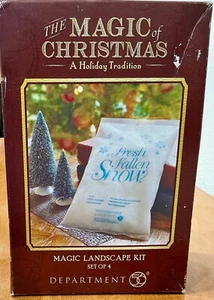 THE MAGIC of
CHRISTMAS
A Holiday Tradition
Fresh
Fallen
Snow
MAGIC LANDSCAPE KIT
SET OF 4
DEPARTMENT 56